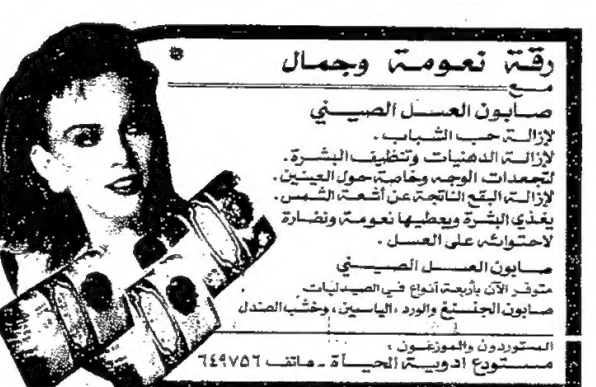 رقة نعومة وجمال
مع
صابون العسل الصيني
لإزالة حب الشباب.
لإزالة الدهنيات وتنظيف البشرة.
لتجعدات الوجه وخاصة حول العينين.
لإزالة البقع الناتجة عن أشعة الشمس.
يغذي البشرة ويعطيها نعومة ونضارة
لاحتوائه على العسل.
صابون العسل الصيني
متوفر الآن بأربعة أنواع في الصيدليات
صابون الجنسنغ والورد، الياسمين، وخشب الصندل
المستوردون والموزعون:
مستودع ادوية الحياة - هاتف ٦٤٩٧٥٦